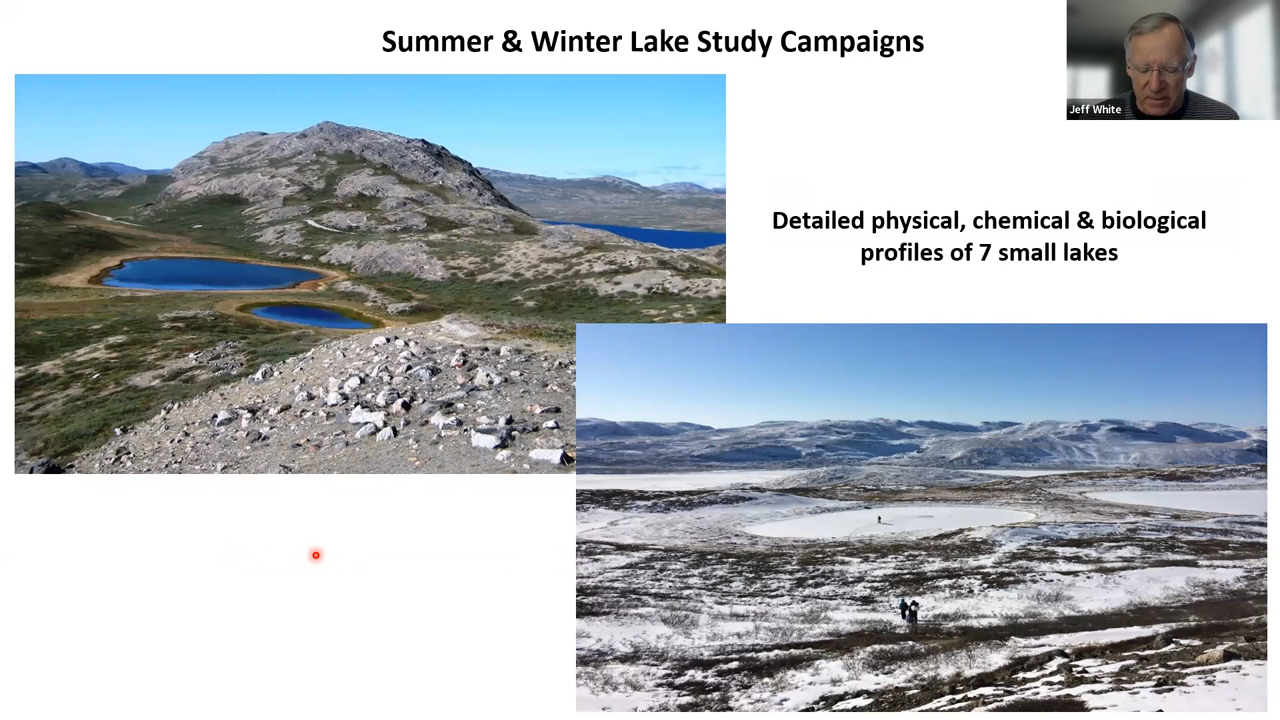 Summer & Winter Lake Study Campaigns
Jeff White
Detailed physical, chemical & biological
profiles of 7 small lakes